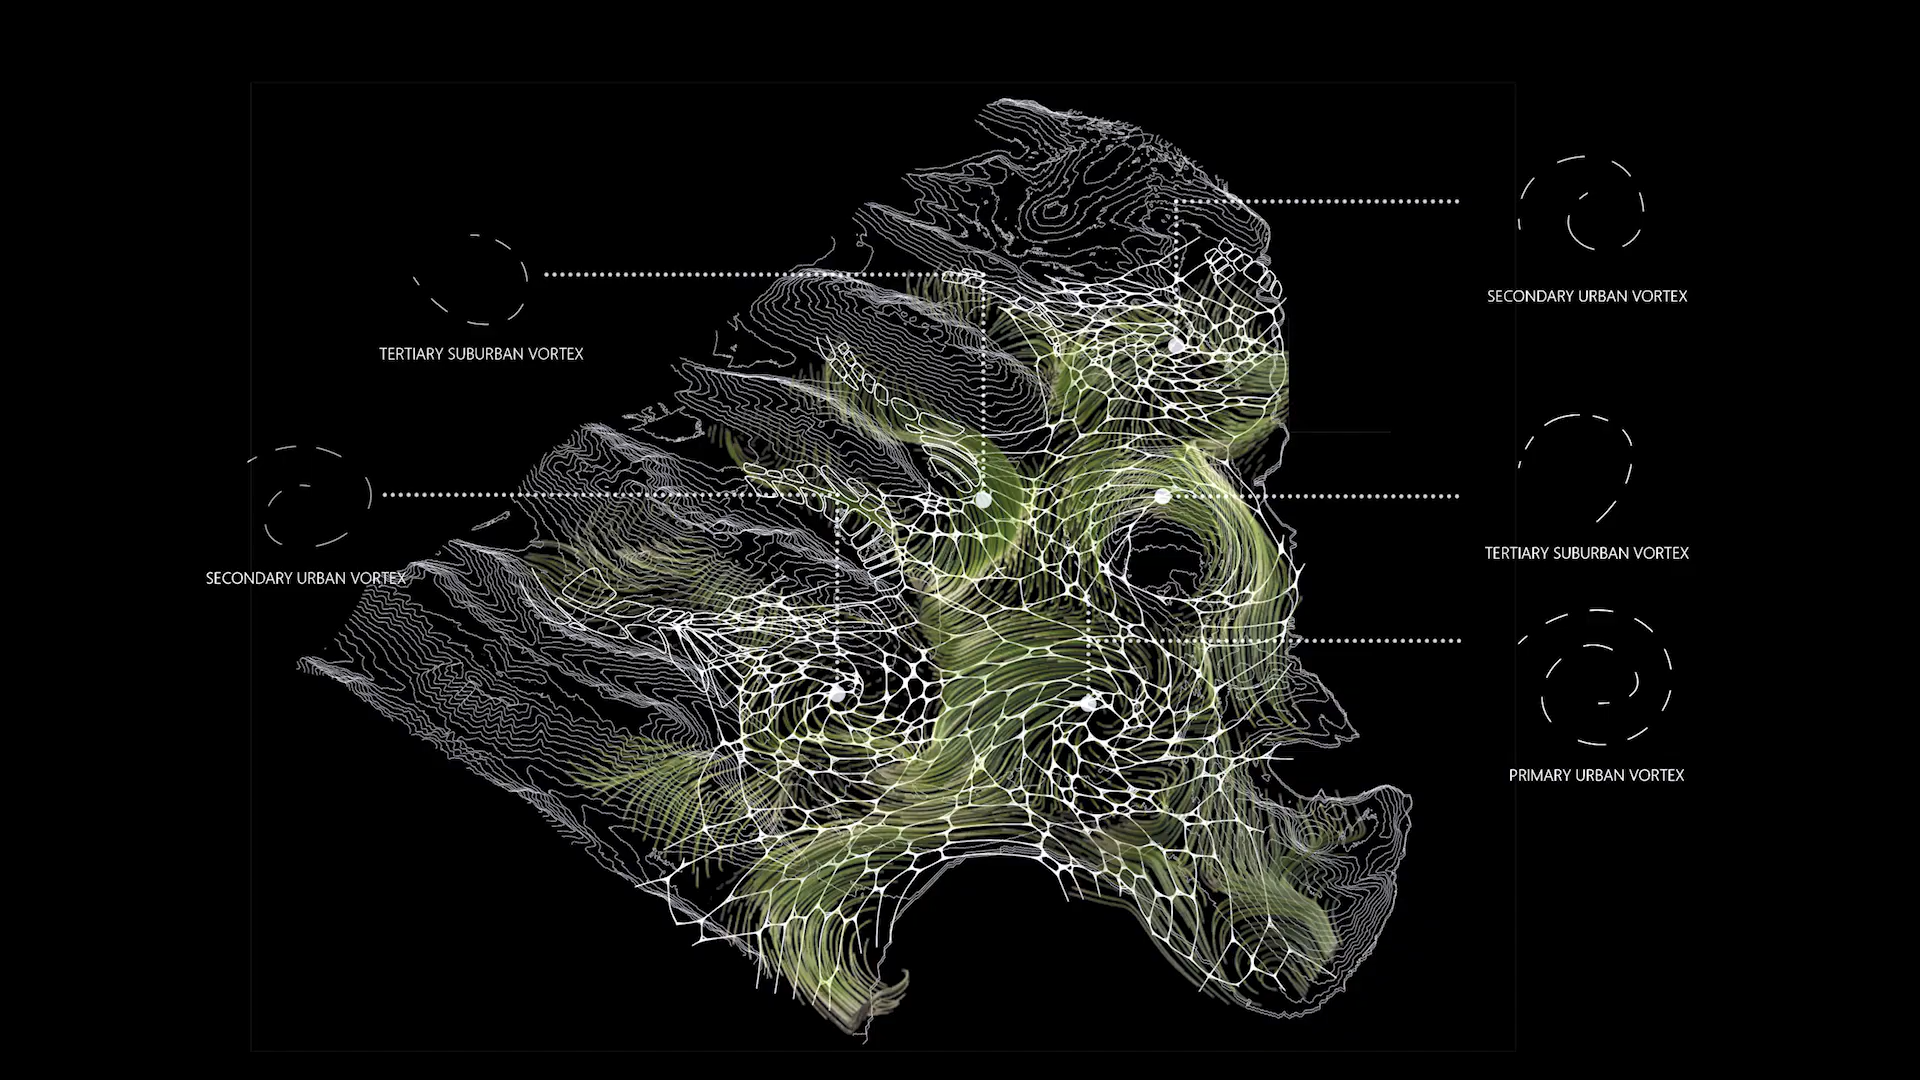 SECONDARY URBAN VORTEX
TERTIARY SUBURBAN VORTEX
TERTIARY SUBURBAN VORTEX
SECONDARY URBAN VORTEX
PRIMARY URBAN VORTEX